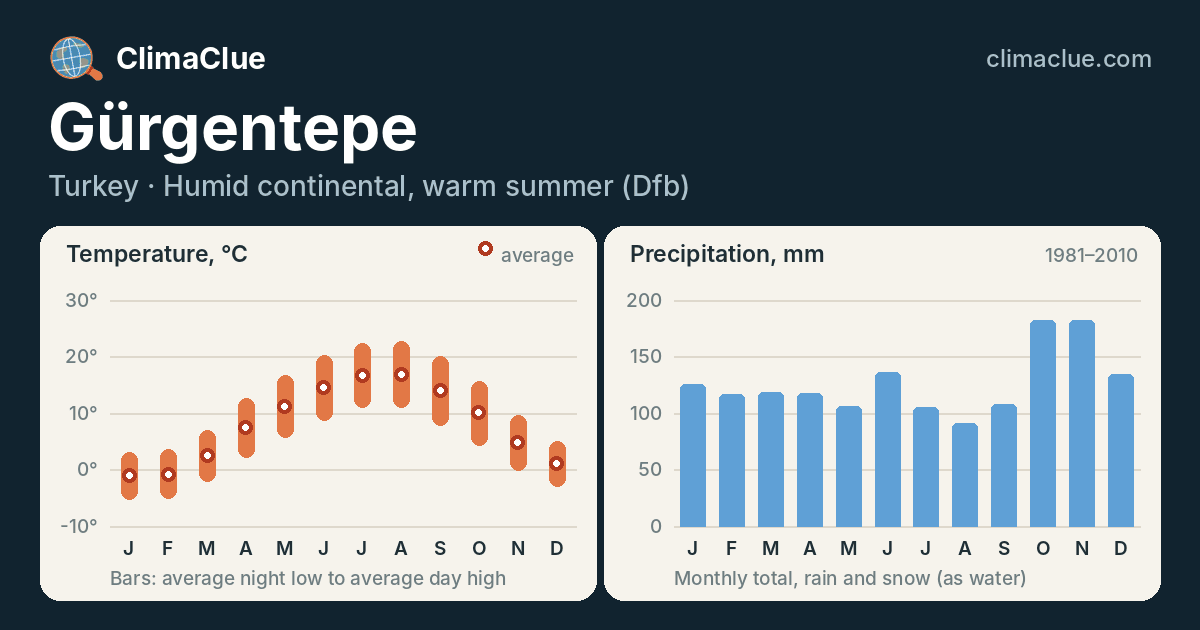 ClimaClue
climaclue.com
Gürgentepe
Turkey · Humid continental, warm summer (Dfb)
Temperature, °C
average
30°
20°
10°
0°
-10°
J F M A M J J A S O N D
Bars: average night low to average day high
Precipitation, mm
1981–2010
200
150
100
50
0
J F M A M J J A S O N D
Monthly total, rain and snow (as water)